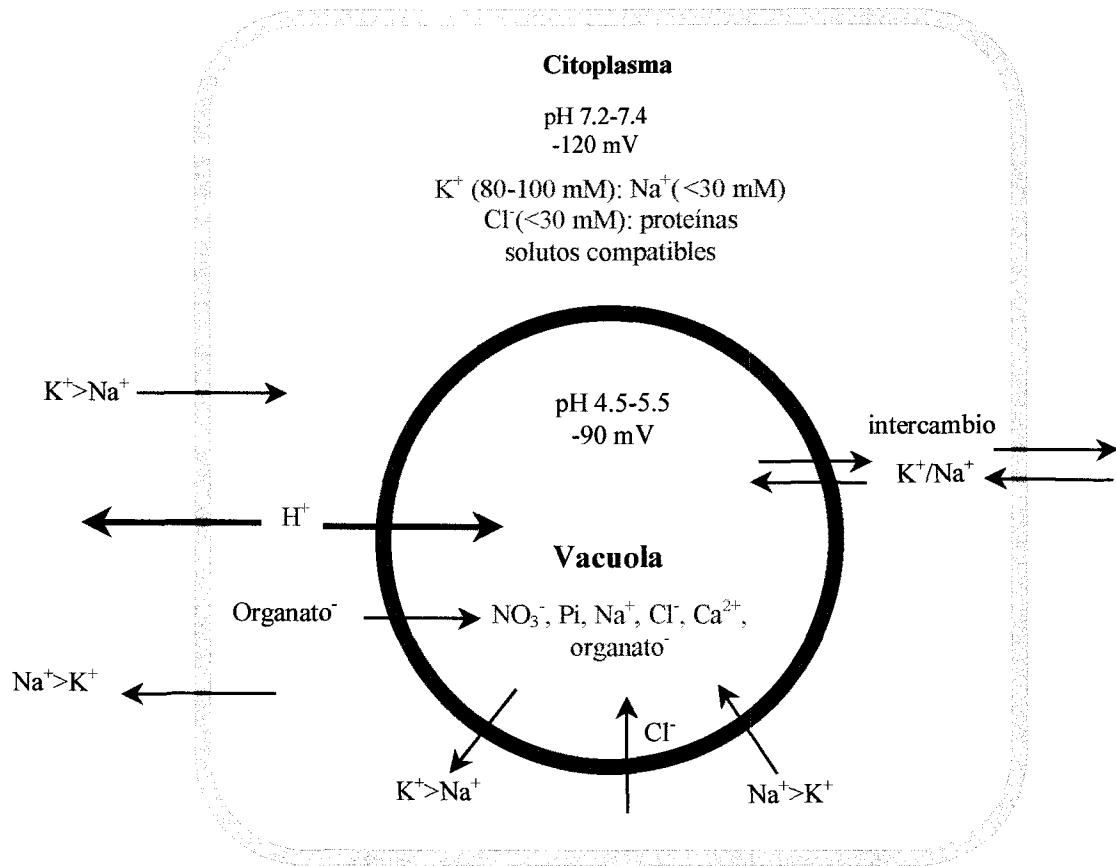 Citoplasma
pH 7.2-7.4
-120 mV
K⁺ (80-100 mM): Na⁺(<30 mM)
Cl⁻(<30 mM): proteínas
solutos compatibles
K⁺>Na⁺
pH 4.5-5.5
-90 mV
intercambio
K⁺/Na⁺
H⁺
Vacuola
Organato⁻
NO₃⁻, Pi, Na⁺, Cl⁻, Ca²⁺,
organato⁻
Na⁺>K⁺
Cl⁻
K⁺>Na⁺
Na⁺>K⁺